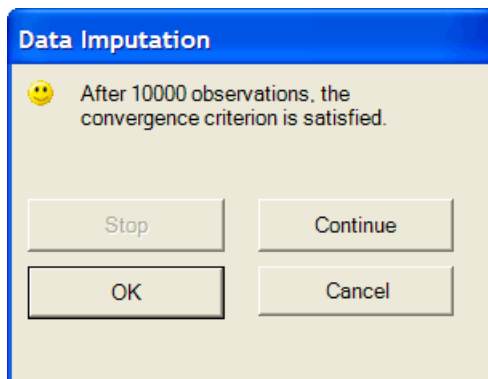 Data Imputation
After 10000 observations, the
convergence criterion is satisfied.
Stop
Continue
OK
Cancel